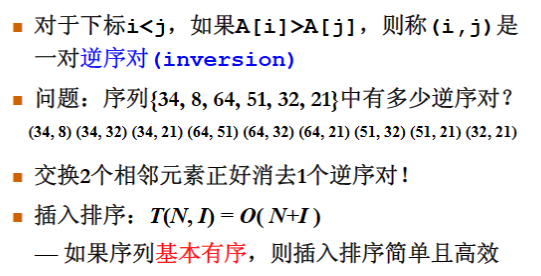 对于下标i<j，如果A[i]>A[j]，则称(i,j)是
一对逆序对(inversion)
问题：序列{34, 8, 64, 51, 32, 21}中有多少逆序对？
(34, 8) (34, 32) (34, 21) (64, 51) (64, 32) (64, 21) (51, 32) (51, 21) (32, 21)
交换2个相邻元素正好消去1个逆序对！
插入排序：T(N, I) = O( N+I )
— 如果序列基本有序，则插入排序简单且高效